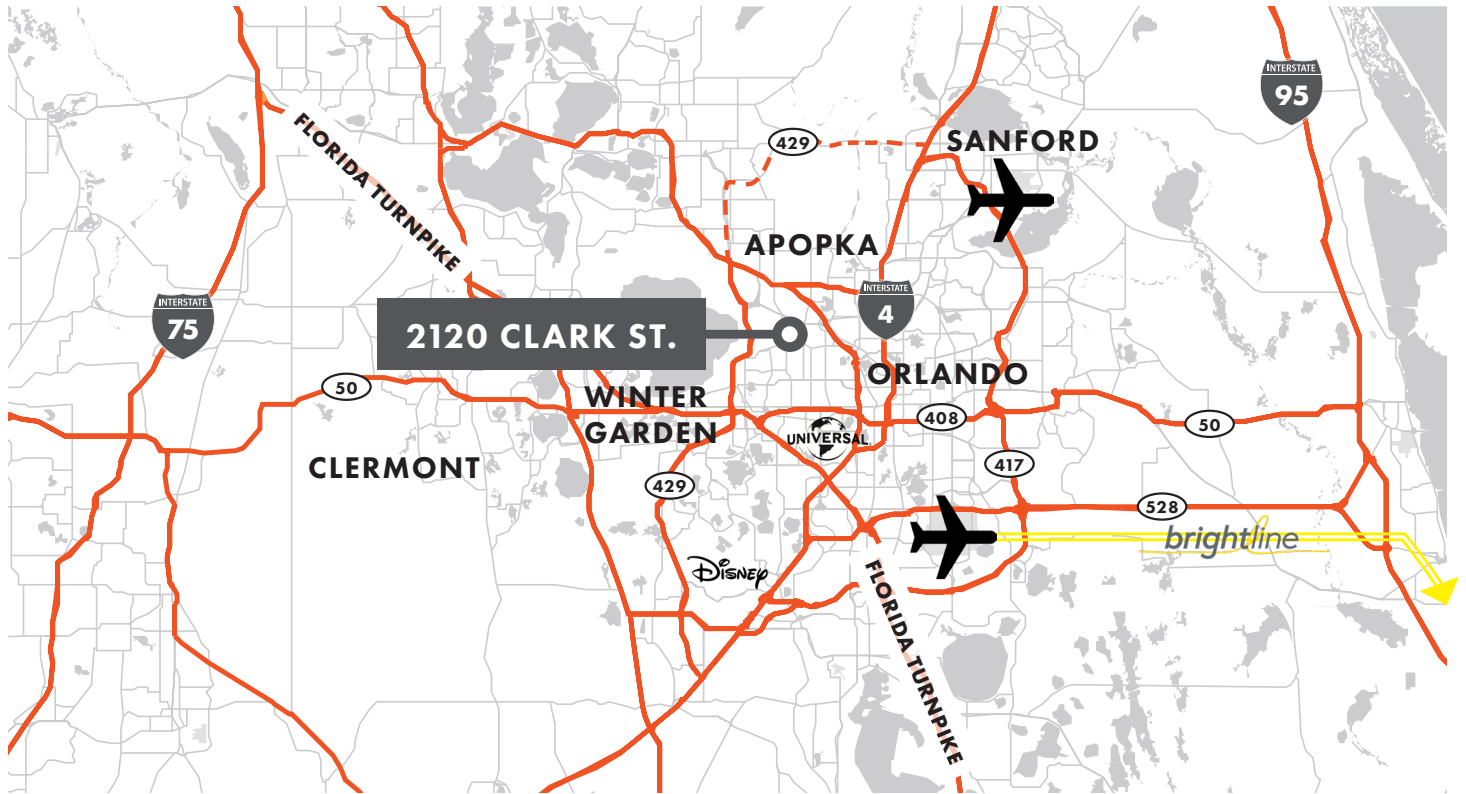 INTERSTATE
95
429
SANFORD
FLORIDA TURNPIKE
APOPKA
INTERSTATE
75
INTERSTATE
4
2120 CLARK ST.
ORLANDO
50
WINTER
GARDEN
408
50
UNIVERSAL
CLERMONT
417
429
528
brightline
Disney
FLORIDA TURNPIKE